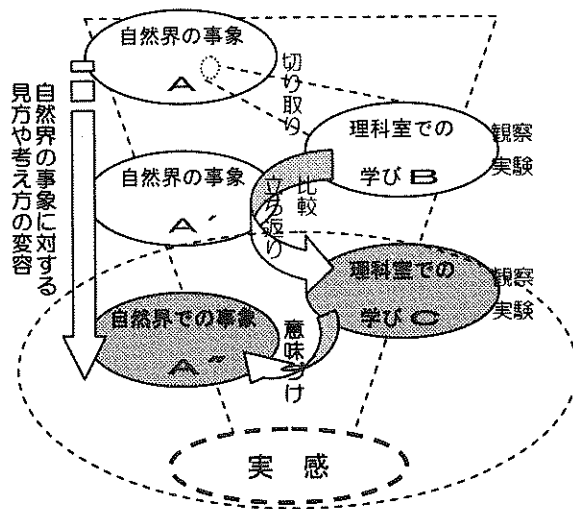 自然界の事象
A
切り取り
理科室での
学び B
観察
実験
自然界の事象に対する
見方や考え方の変容
自然界の事象
A′
比較
立ち返り
理科室での
学び C
観察
実験
自然界での事象
A″
意味づけ
実 感